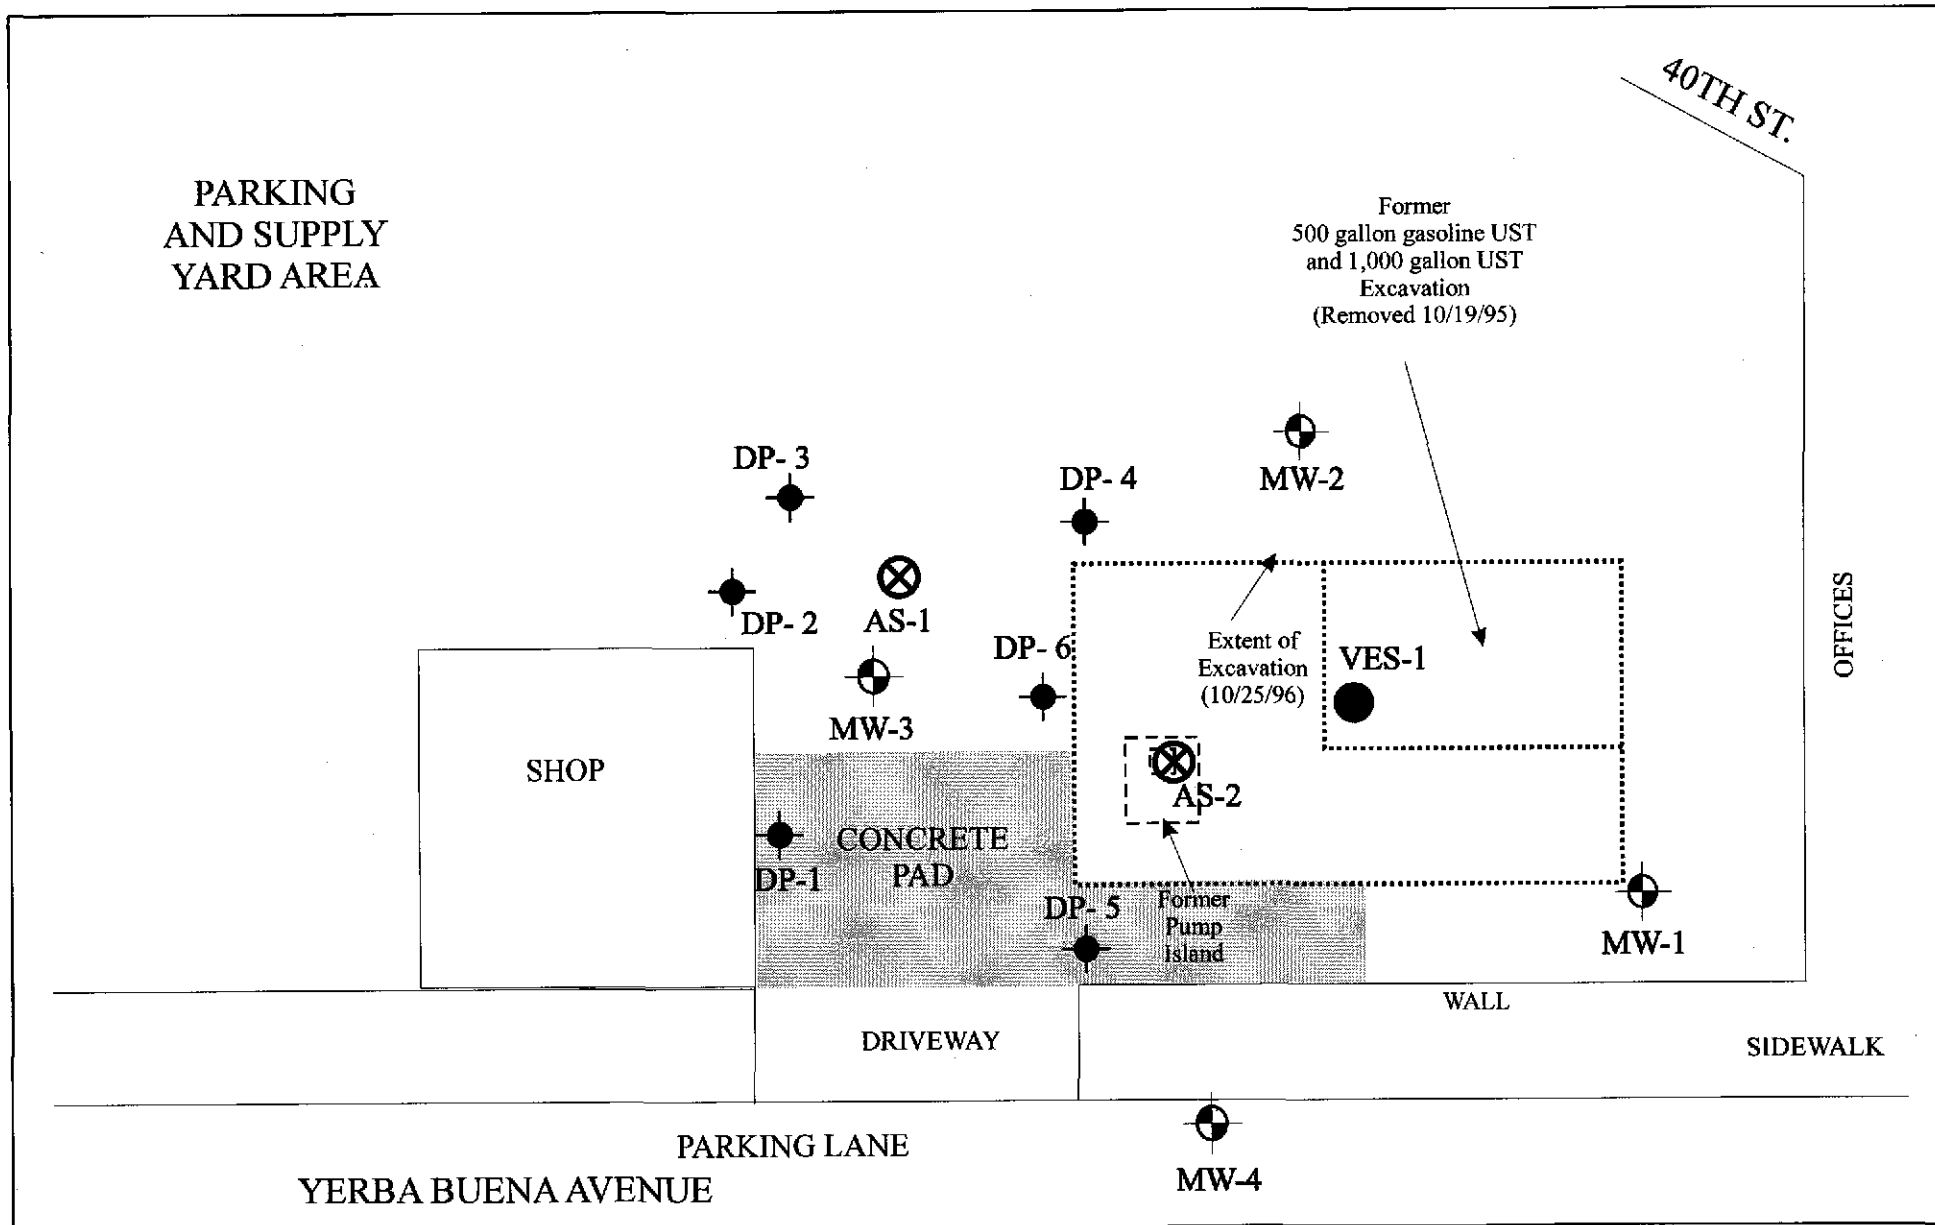 40TH ST.
PARKING
AND SUPPLY
YARD AREA
Former
500 gallon gasoline UST
and 1,000 gallon UST
Excavation
(Removed 10/19/95)
DP- 3
DP- 4
MW-2
DP- 2
AS-1
OFFICES
DP- 6
Extent of
Excavation
(10/25/96)
VES-1
MW-3
SHOP
AS-2
CONCRETE
PAD
DP-1
DP- 5
Former
Pump
Island
MW-1
WALL
DRIVEWAY
SIDEWALK
PARKING LANE
MW-4
YERBA BUENA AVENUE